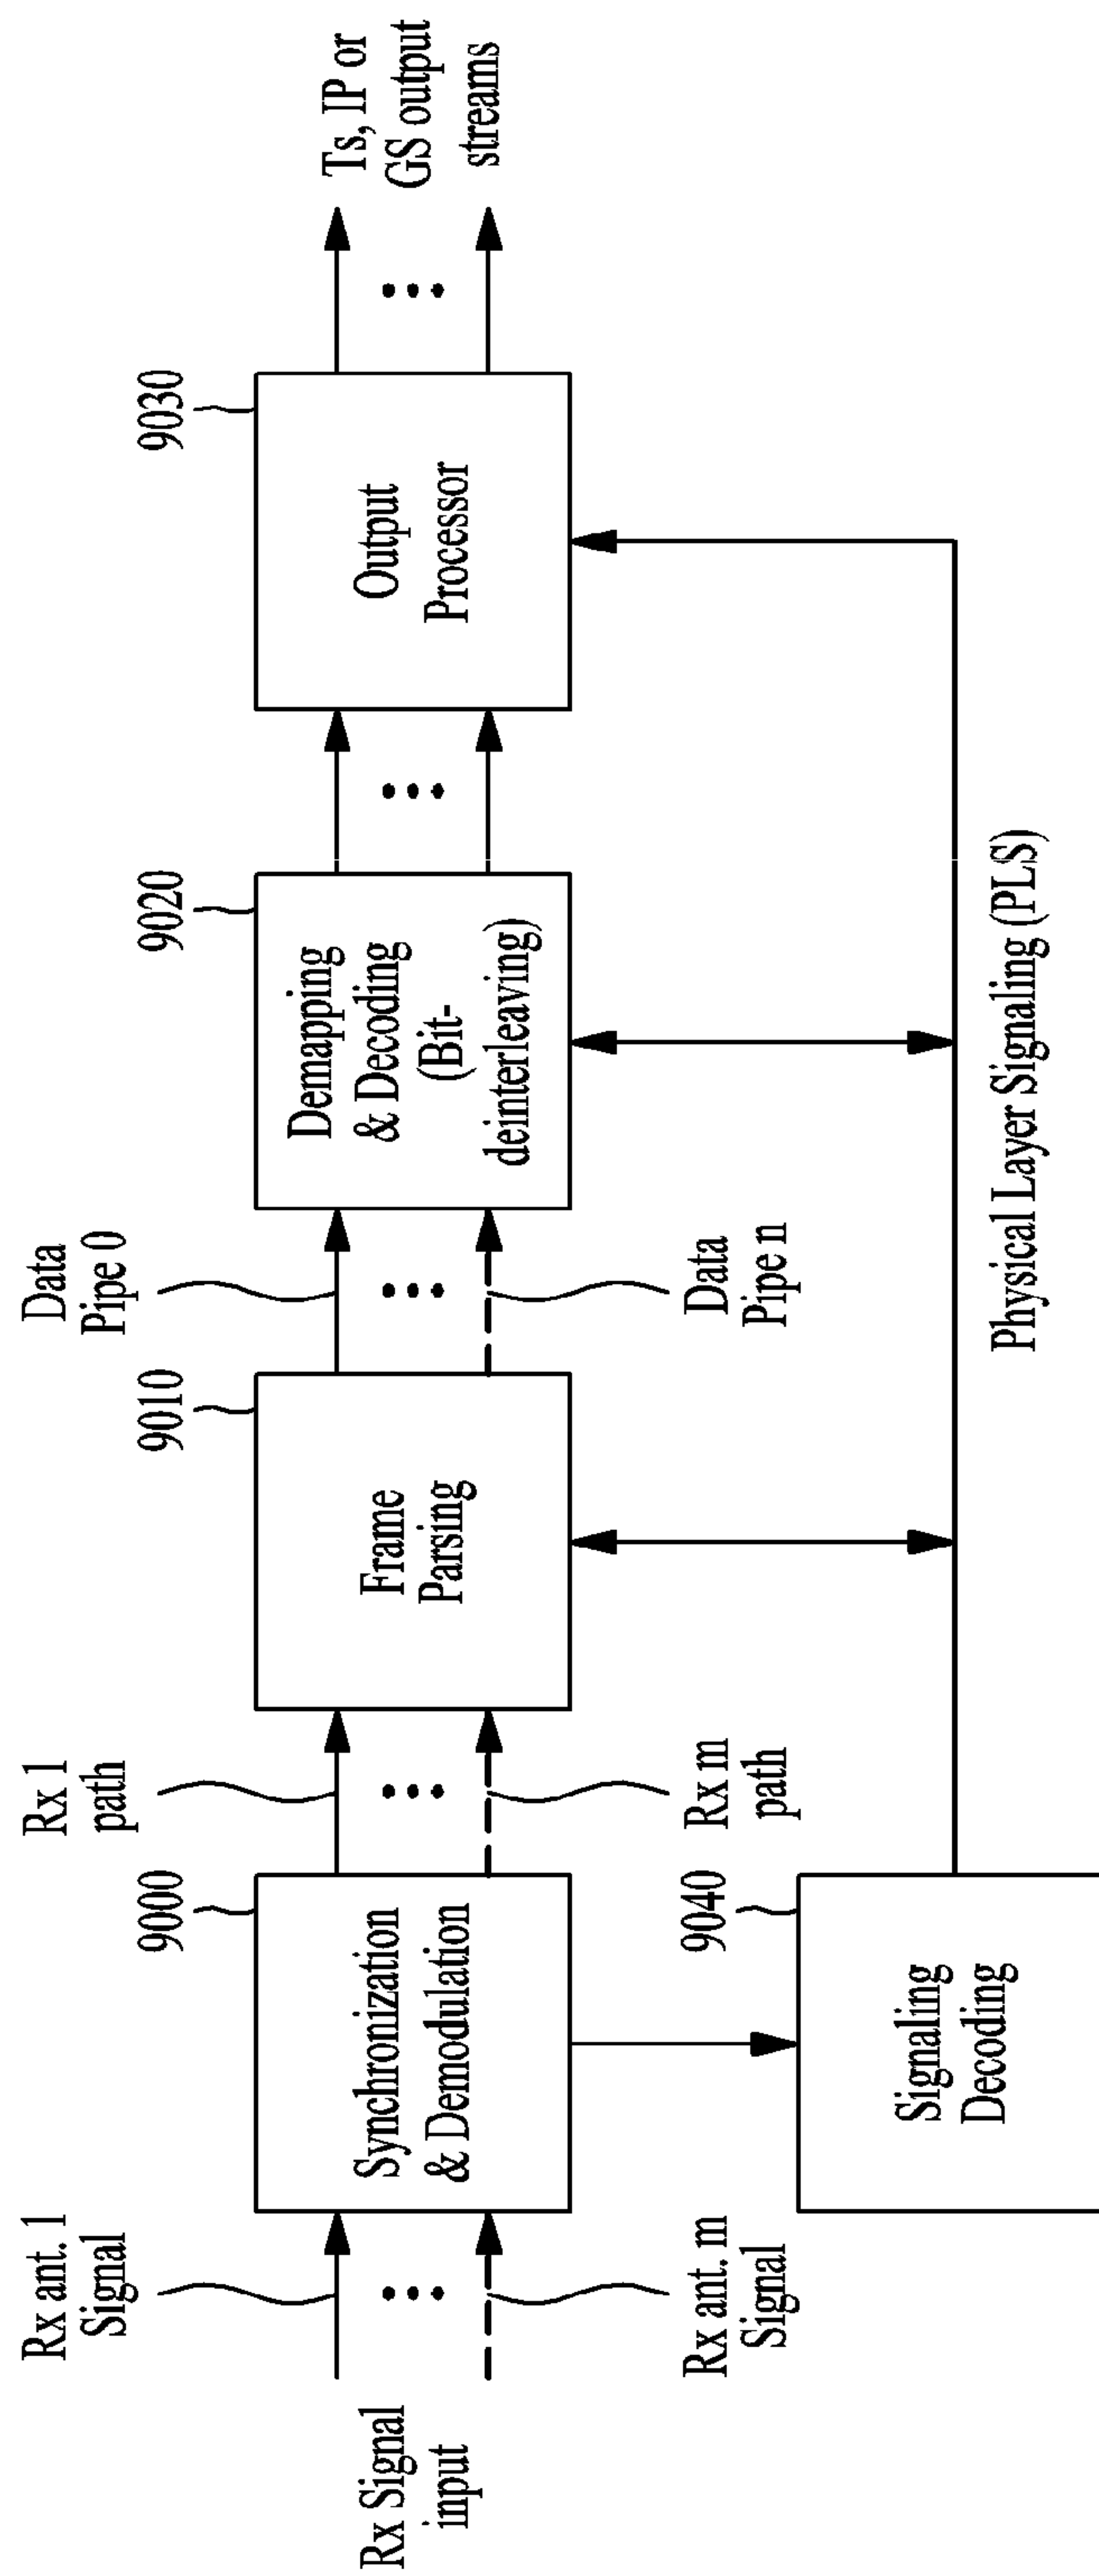 Rx Signal
input
Rx ant. 1
Signal
Rx ant. m
Signal
9000
Synchronization
& Demodulation
Rx 1
path
Rx m
path
9010
Frame
Parsing
Data
Pipe 0
Data
Pipe n
9020
Demapping
& Decoding
(Bit-
deinterleaving)
9030
Output
Processor
Ts, IP or
GS output
streams
9040
Signaling
Decoding
Physical Layer Signaling (PLS)